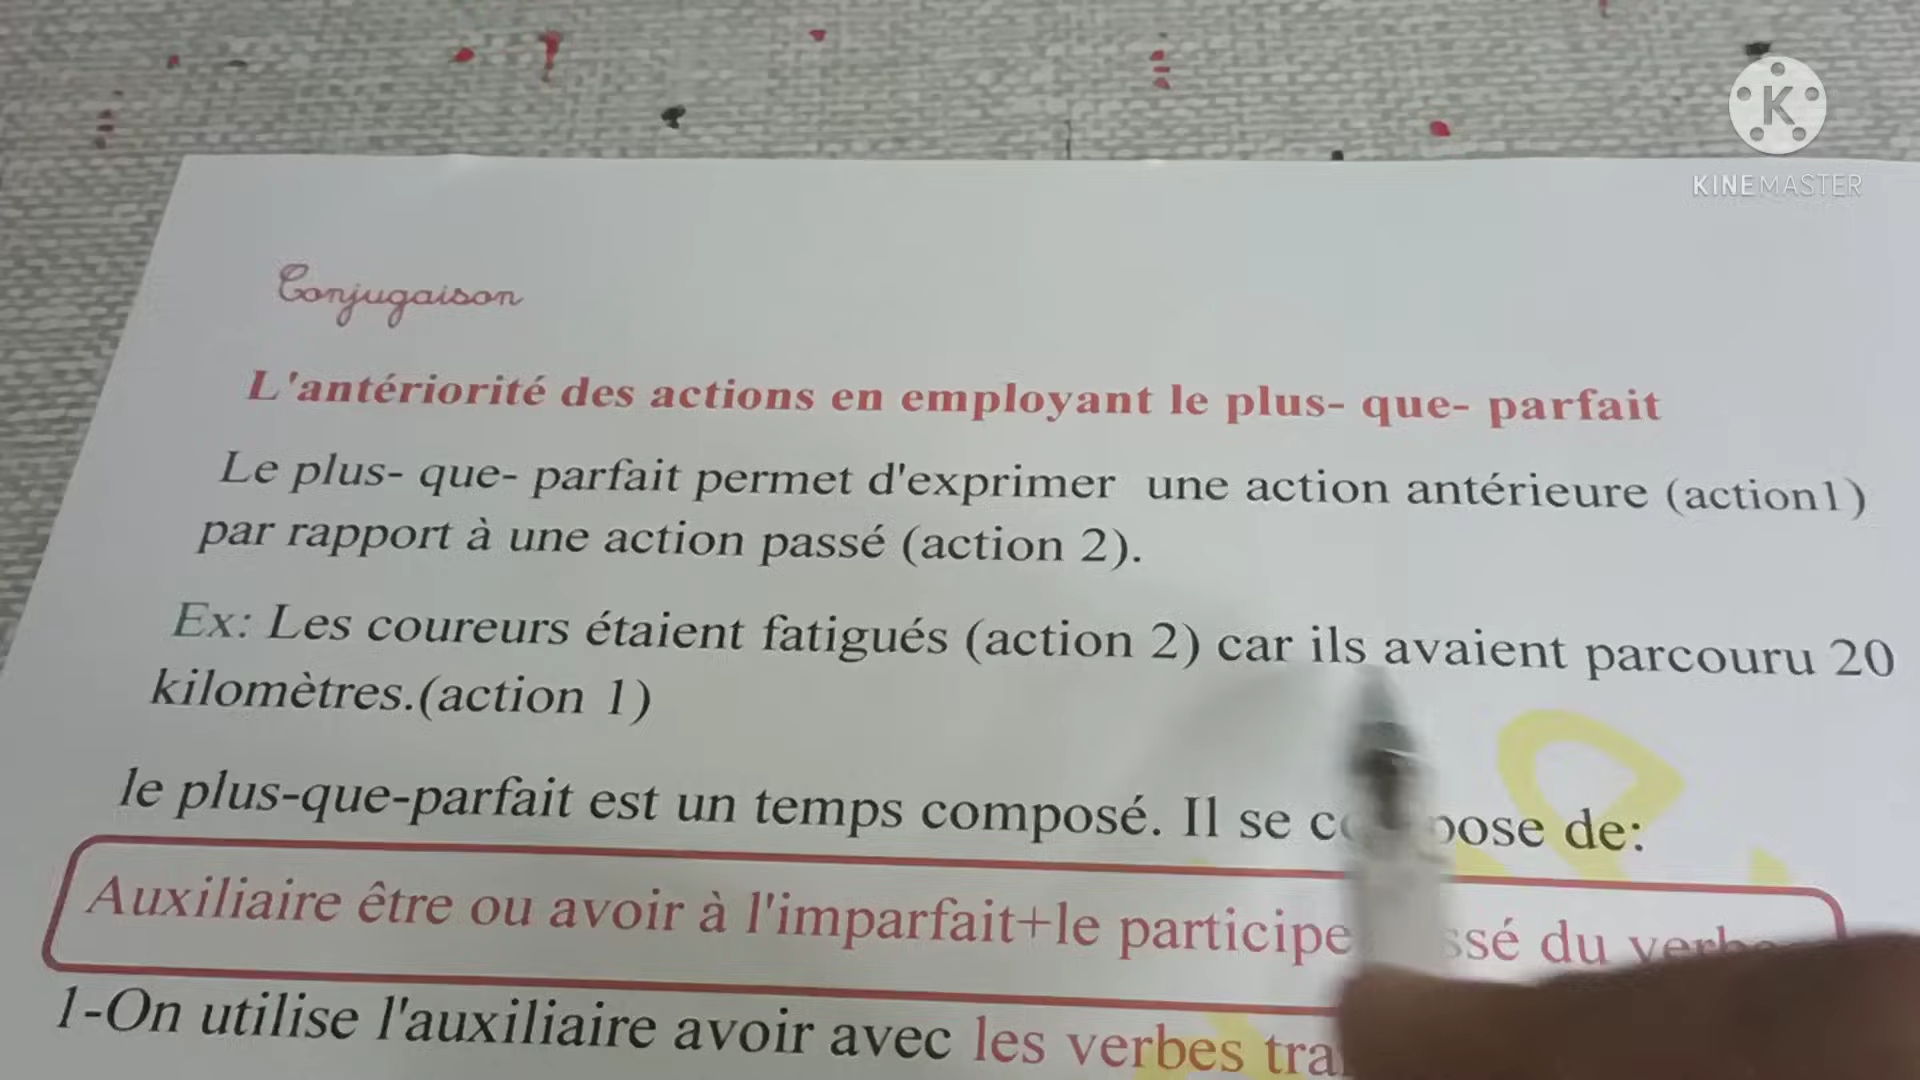 K
KINEMASTER
Conjugaison
L'antériorité des actions en employant le plus- que- parfait
Le plus- que- parfait permet d'exprimer une action antérieure (action1)
par rapport à une action passé (action 2).
Ex: Les coureurs étaient fatigués (action 2) car ils avaient parcouru 20
kilomètres.(action 1)
le plus-que-parfait est un temps composé. Il se de:
Auxiliaire être ou avoir à l'imparfait+le participe du
1-On utilise l'auxiliaire avoir avec les verbes